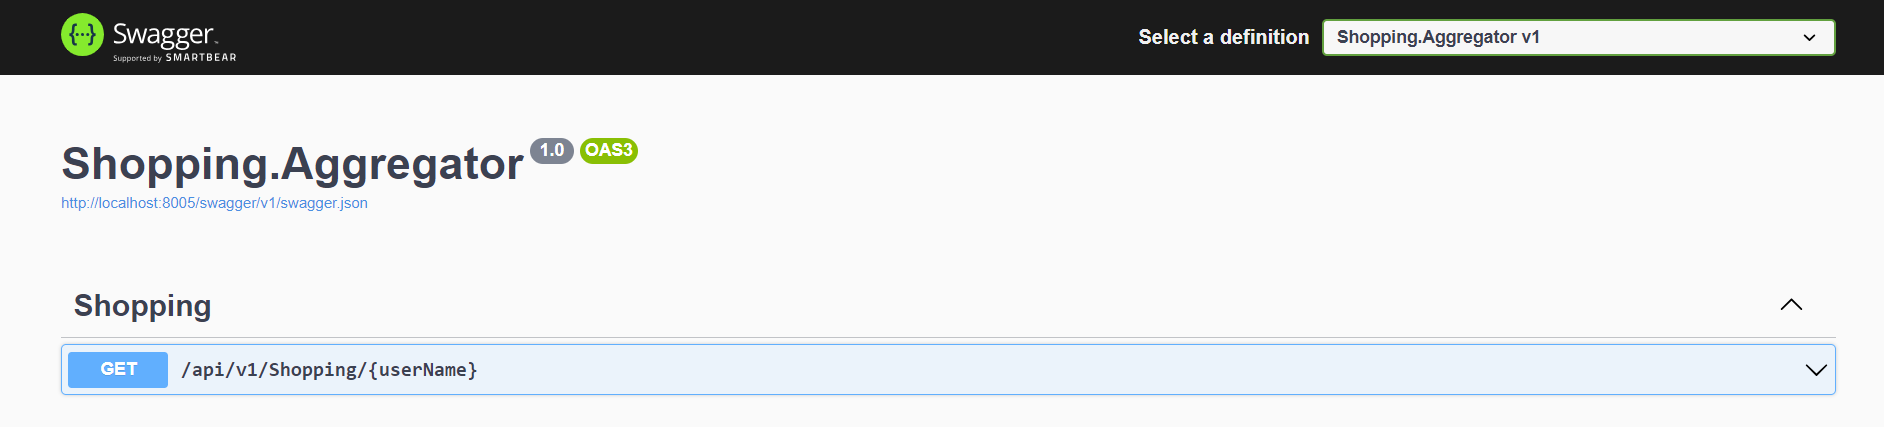 {···} Swagger™
Supported by SMARTBEAR
Select a definition
Shopping.Aggregator v1
Shopping.Aggregator 1.0 OAS3
http://localhost:8005/swagger/v1/swagger.json
Shopping
GET /api/v1/Shopping/{userName}